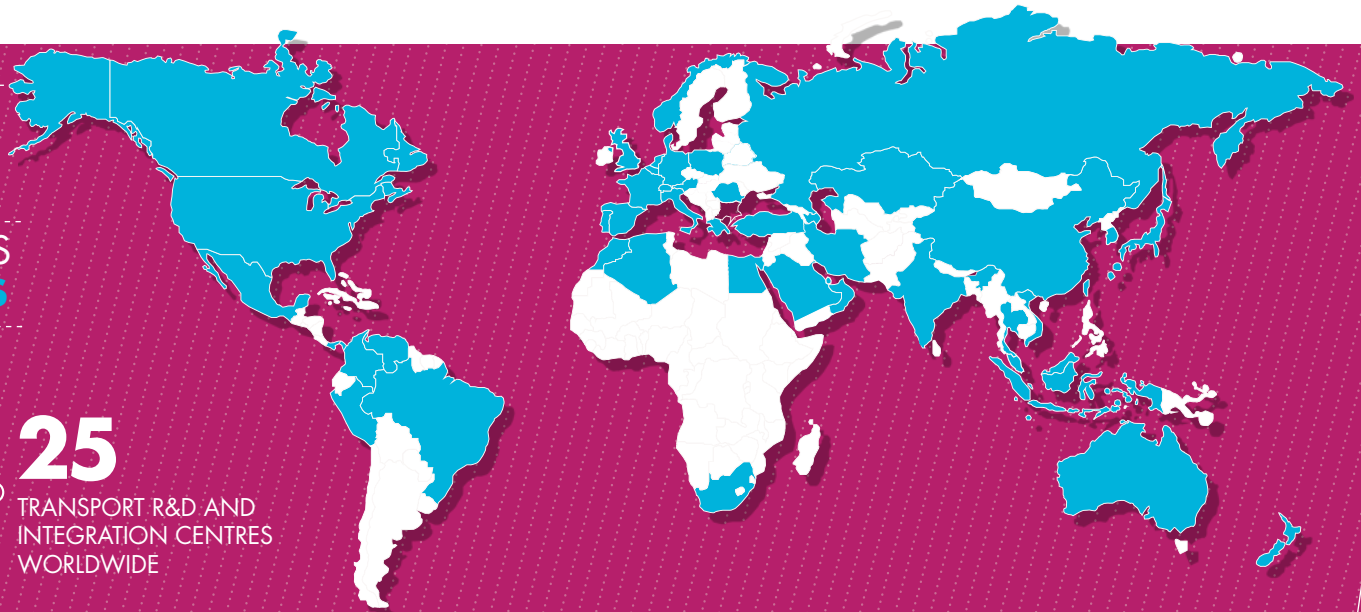 S
25
TRANSPORT R&D AND
INTEGRATION CENTRES
WORLDWIDE